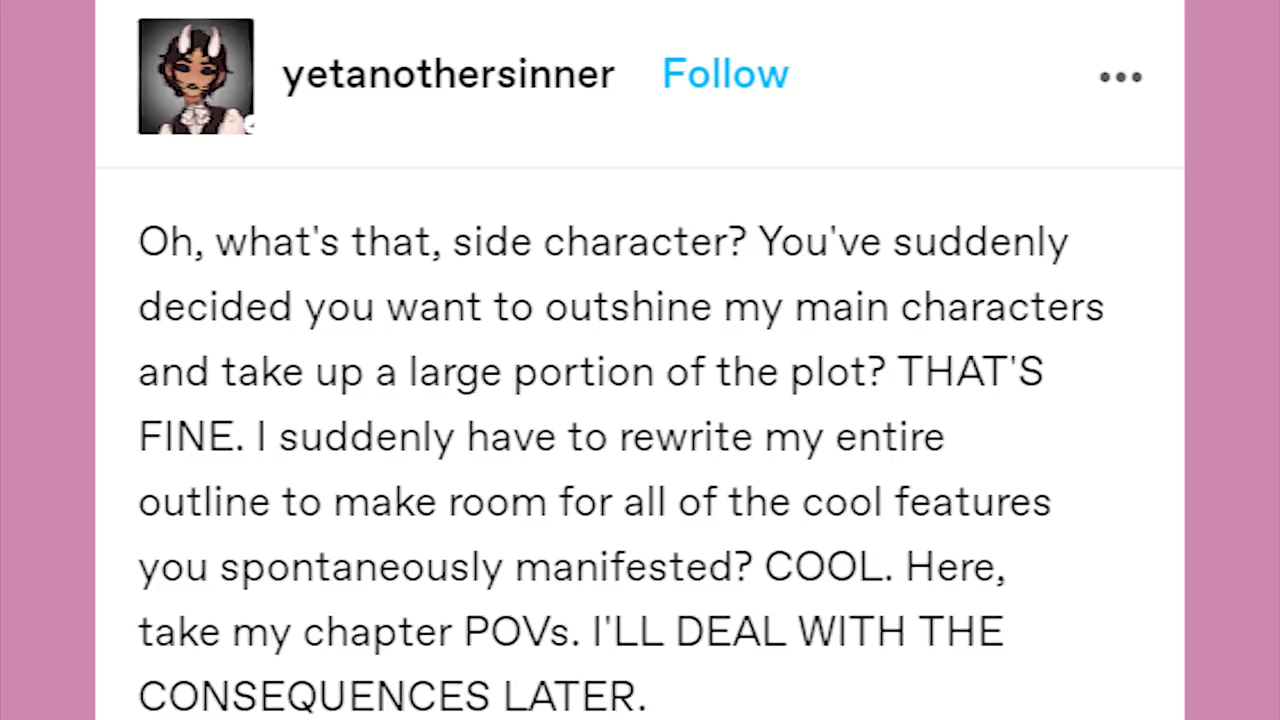 yetanothersinner Follow
Oh, what's that, side character? You've suddenly
decided you want to outshine my main characters
and take up a large portion of the plot? THAT'S
FINE. I suddenly have to rewrite my entire
outline to make room for all of the cool features
you spontaneously manifested? COOL. Here,
take my chapter POVs. I'LL DEAL WITH THE
CONSEQUENCES LATER.